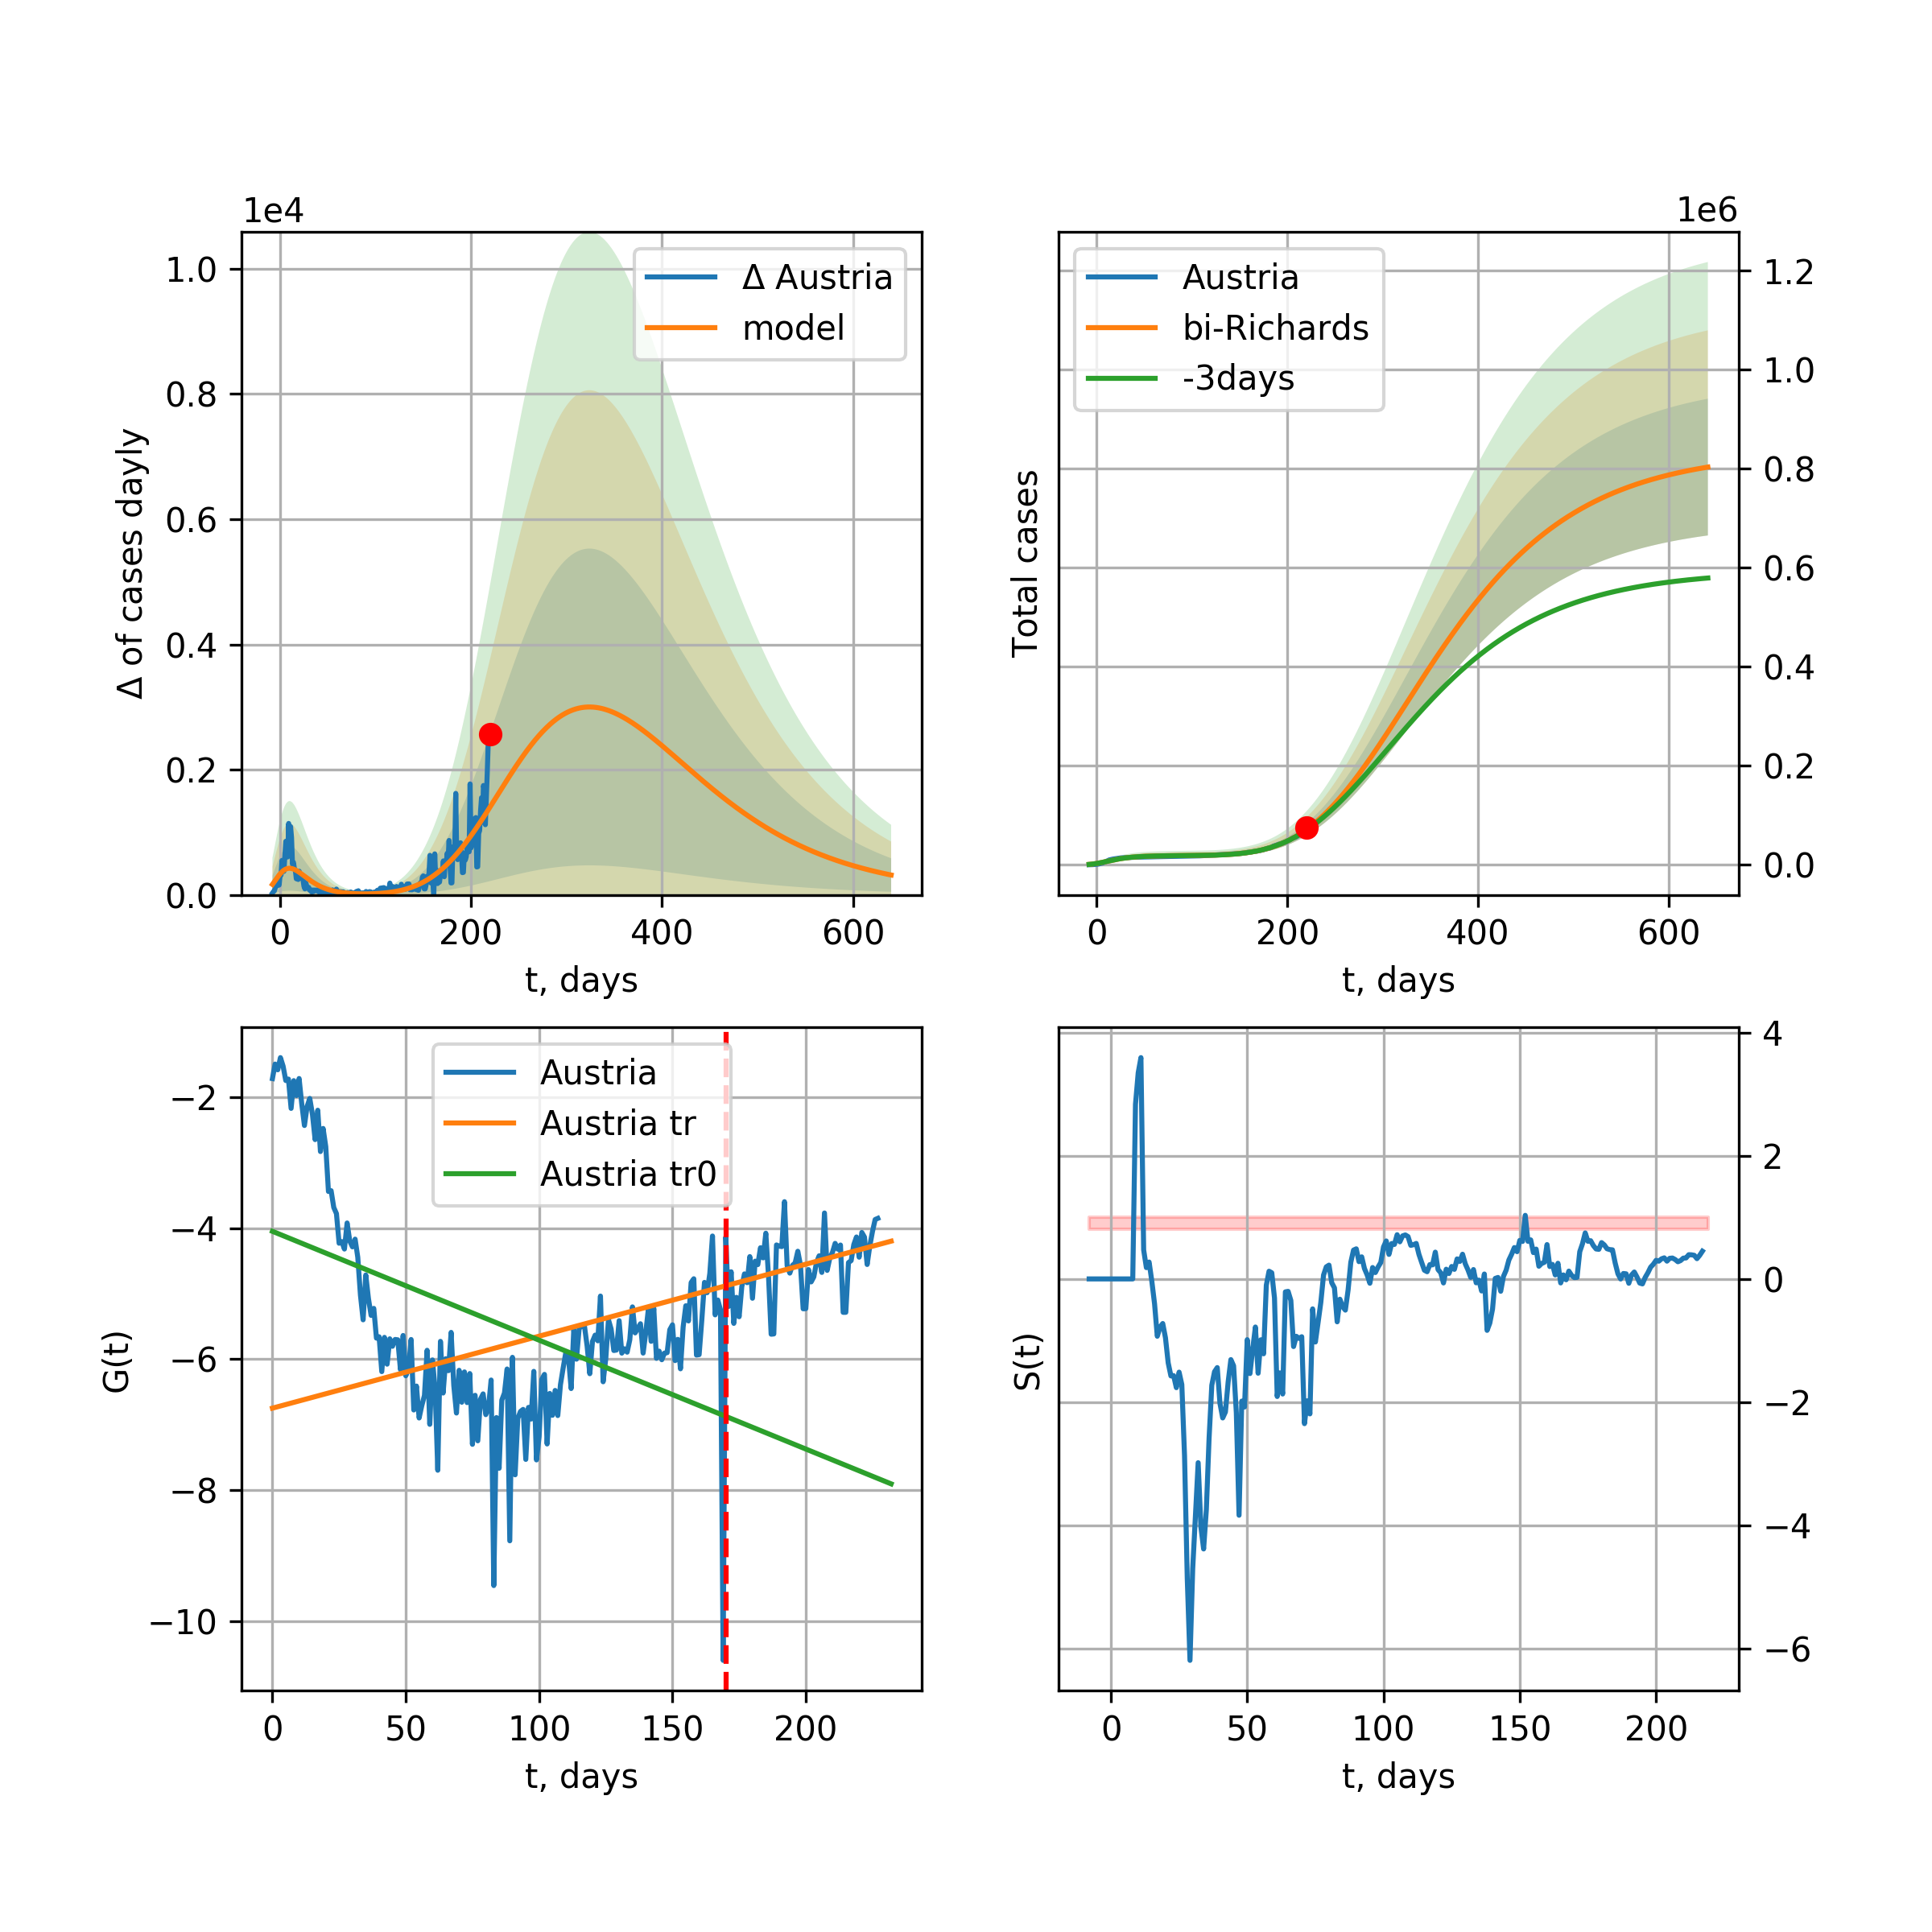 1e4
1.0
0.8
0.6
0.4
0.2
0.0
Δ of cases dayly
Δ Austria
model
0
200
400
600
t, days
1e6
Austria
bi-Richards
-3days
Total cases
1.2
1.0
0.8
0.6
0.4
0.2
0.0
0
200
400
600
t, days
−2
−4
−6
−8
−10
G(t)
Austria
Austria tr
Austria tr0
0
50
100
150
200
t, days
S(t)
4
2
0
−2
−4
−6
0
50
100
150
200
t, days